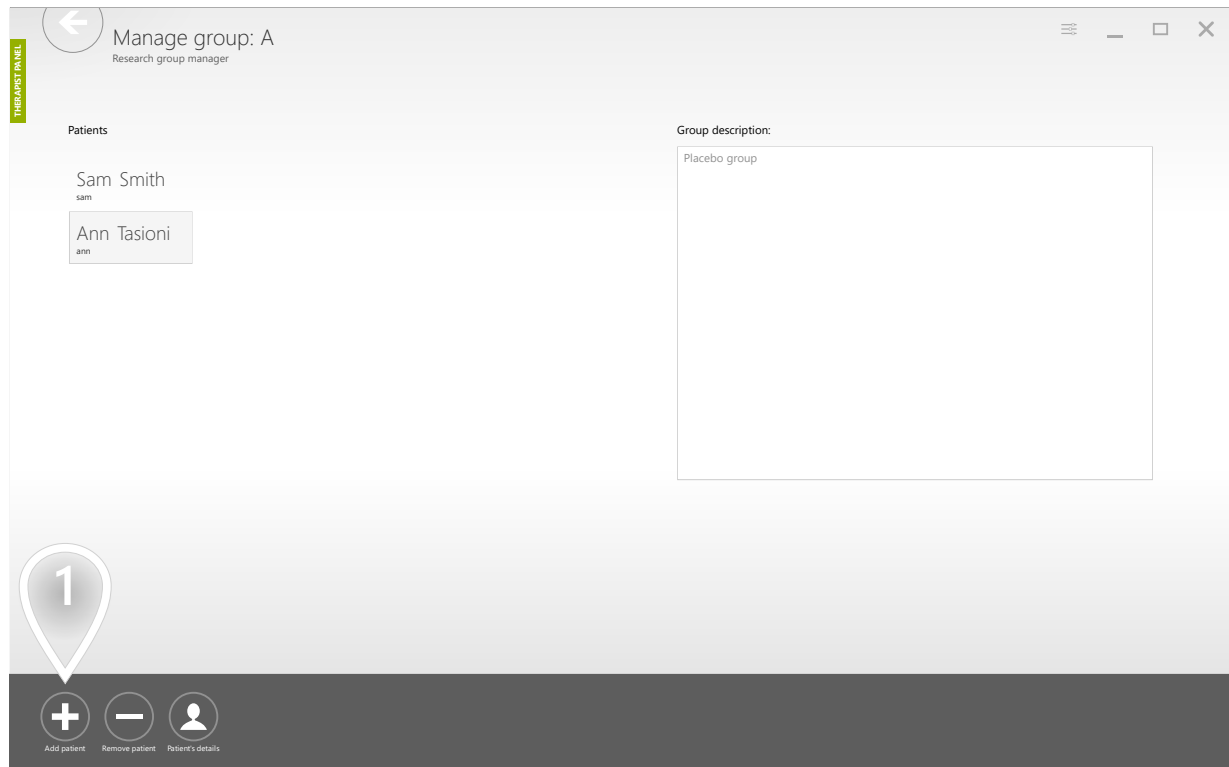 Manage group: A
Research group manager
THERAPIST PANEL
Patients
Group description:
Sam Smith
sam
Ann Tasioni
ann
Placebo group
1
Add patient
Remove patient
Patient's details